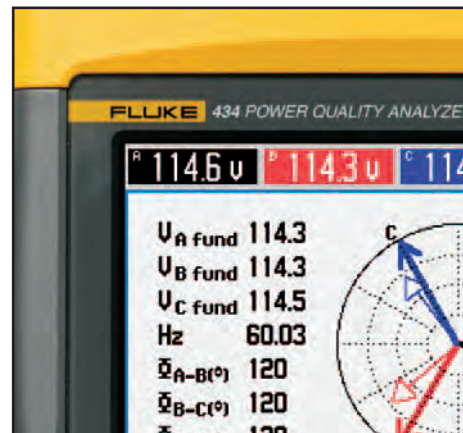 FLUKE 434 POWER QUALITY ANALYZE
A 114.6 V B 114.3 V C 114
VA fund 114.3
VB fund 114.3
VC fund 114.5
Hz 60.03
ΦA-B(°) 120
ΦB-C(°) 120
C